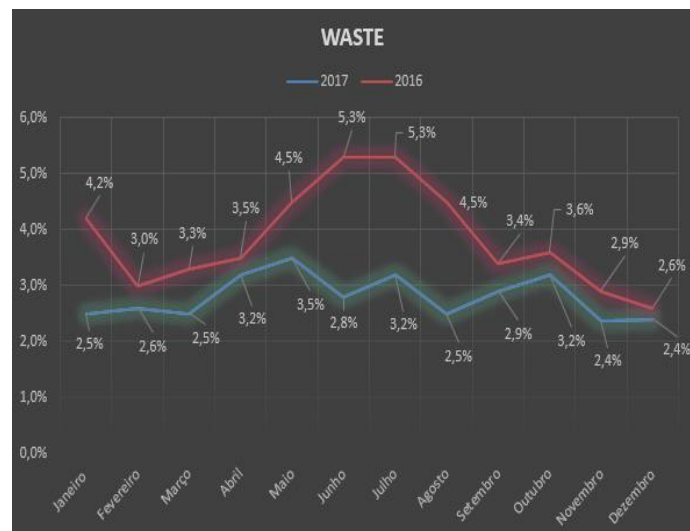 WASTE
2017 2016
6,0%
5,0%
4,0%
3,0%
2,0%
1,0%
0,0%
4,2%
3,0%
3,3%
3,5%
4,5%
5,3%
5,3%
4,5%
3,4%
3,6%
2,9%
2,6%
2,5%
2,6%
2,5%
3,2%
3,5%
2,8%
3,2%
2,5%
2,9%
3,2%
2,4%
2,4%
Janeiro
Fevereiro
Março
Abril
Maio
Junho
Julho
Agosto
Setembro
Outubro
Novembro
Dezembro